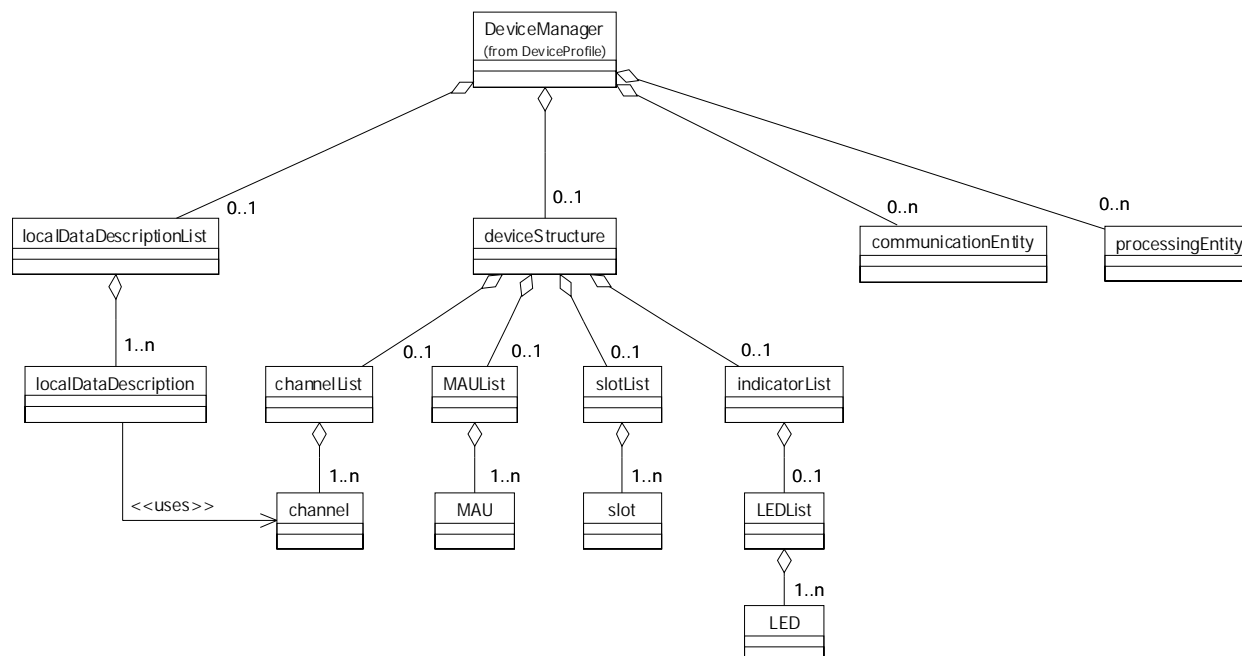 DeviceManager
(from DeviceProfile)
0..1
0..1
0..n
0..n
localDataDescriptionList
deviceStructure
communicationEntity
processingEntity
1..n
0..1
0..1
0..1
0..1
localDataDescription
channelList
MAUList
slotList
indicatorList
1..n
1..n
1..n
0..1
<<uses>>
channel
MAU
slot
LEDList
1..n
LED